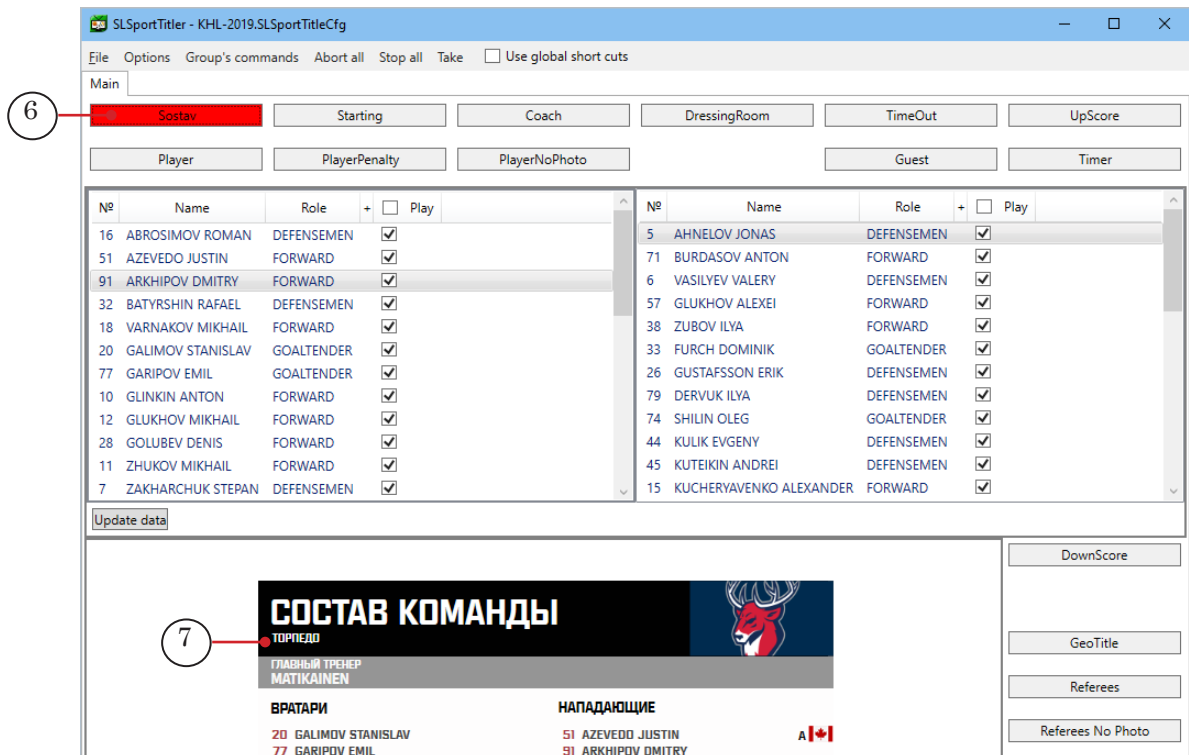 SLSportTitler - KHL-2019.SLSportTitleCfg
File Options Group's commands Abort all Stop all Take Use global short cuts
Main
6
Sostav Starting Coach DressingRoom TimeOut UpScore
Player PlayerPenalty PlayerNoPhoto Guest Timer
Nº Name Role + Play
16 ABROSIMOV ROMAN DEFENSEMEN
51 AZEVEDO JUSTIN FORWARD
91 ARKHIPOV DMITRY FORWARD
32 BATYRSHIN RAFAEL DEFENSEMEN
18 VARNAKOV MIKHAIL FORWARD
20 GALIMOV STANISLAV GOALTENDER
77 GARIPOV EMIL GOALTENDER
10 GLINKIN ANTON FORWARD
12 GLUKHOV MIKHAIL FORWARD
28 GOLUBEV DENIS FORWARD
11 ZHUKOV MIKHAIL FORWARD
7 ZAKHARCHUK STEPAN DEFENSEMEN
Nº Name Role + Play
5 AHNELOV JONAS DEFENSEMEN
71 BURDASOV ANTON FORWARD
6 VASILYEV VALERY DEFENSEMEN
57 GLUKHOV ALEXEI FORWARD
38 ZUBOV ILYA FORWARD
33 FURCH DOMINIK GOALTENDER
26 GUSTAFSSON ERIK DEFENSEMEN
79 DERVUK ILYA DEFENSEMEN
74 SHILIN OLEG GOALTENDER
44 KULIK EVGENY DEFENSEMEN
45 KUTEIKIN ANDREI DEFENSEMEN
15 KUCHERYAVENKO ALEXANDER FORWARD
Update data
7
СОСТАВ КОМАНДЫ
ТОРПЕДО
ГЛАВНЫЙ ТРЕНЕР
MATIKAINEN
ВРАТАРИ
20 GALIMOV STANISLAV
77 GARIPOV EMIL
НАПАДАЮЩИЕ
51 AZEVEDO JUSTIN A
91 ARKHIPOV DMITRY
DownScore
GeoTitle
Referees
Referees No Photo